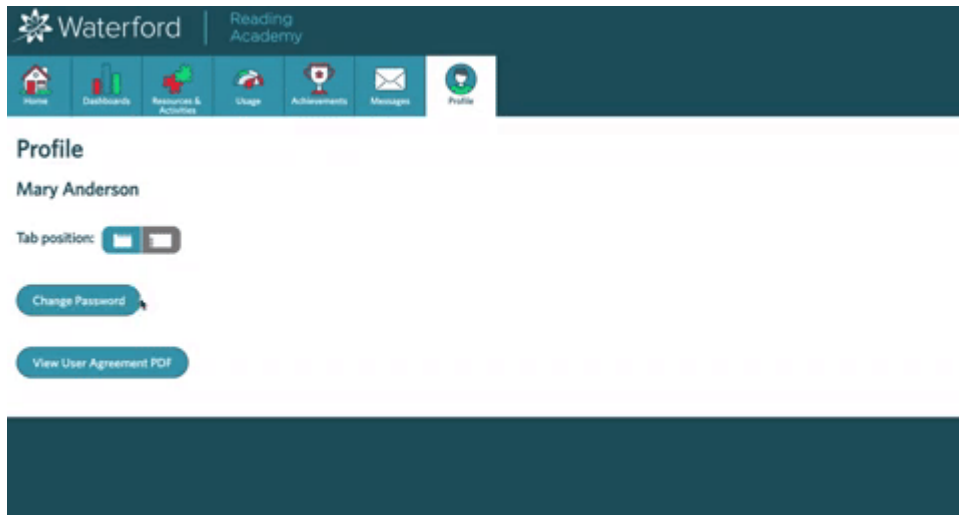 Waterford
Reading
Academy
Home
Dashboards
Resources &
Activities
Usage
Achievements
Messages
Profile
Profile
Mary Anderson
Tab position:
Change Password
View User Agreement PDF